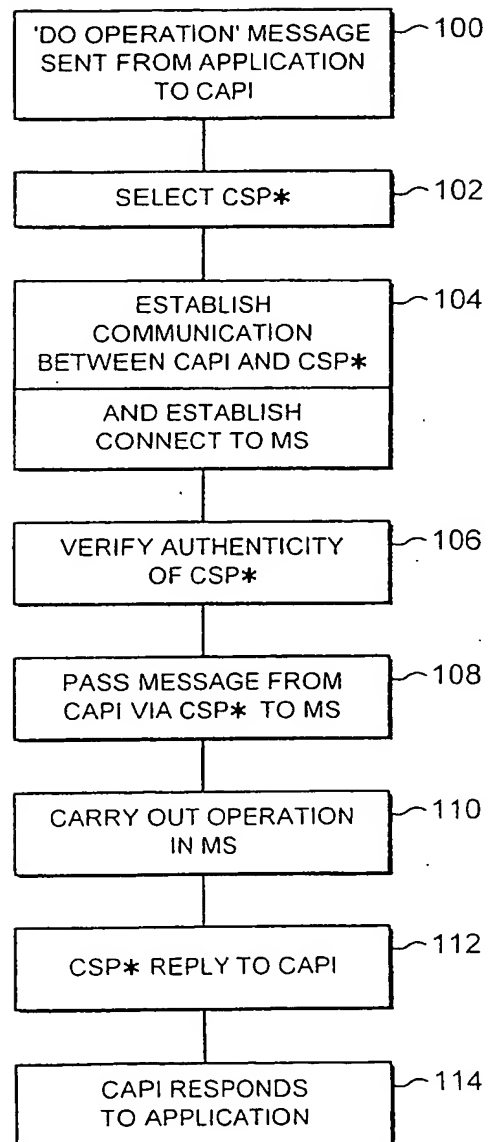 'DO OPERATION' MESSAGE
SENT FROM APPLICATION
TO CAPI
100
SELECT CSP*
102
ESTABLISH
COMMUNICATION
BETWEEN CAPI AND CSP*
AND ESTABLISH
CONNECT TO MS
104
VERIFY AUTHENTICITY
OF CSP*
106
PASS MESSAGE FROM
CAPI VIA CSP* TO MS
108
CARRY OUT OPERATION
IN MS
110
CSP* REPLY TO CAPI
112
CAPI RESPONDS
TO APPLICATION
114